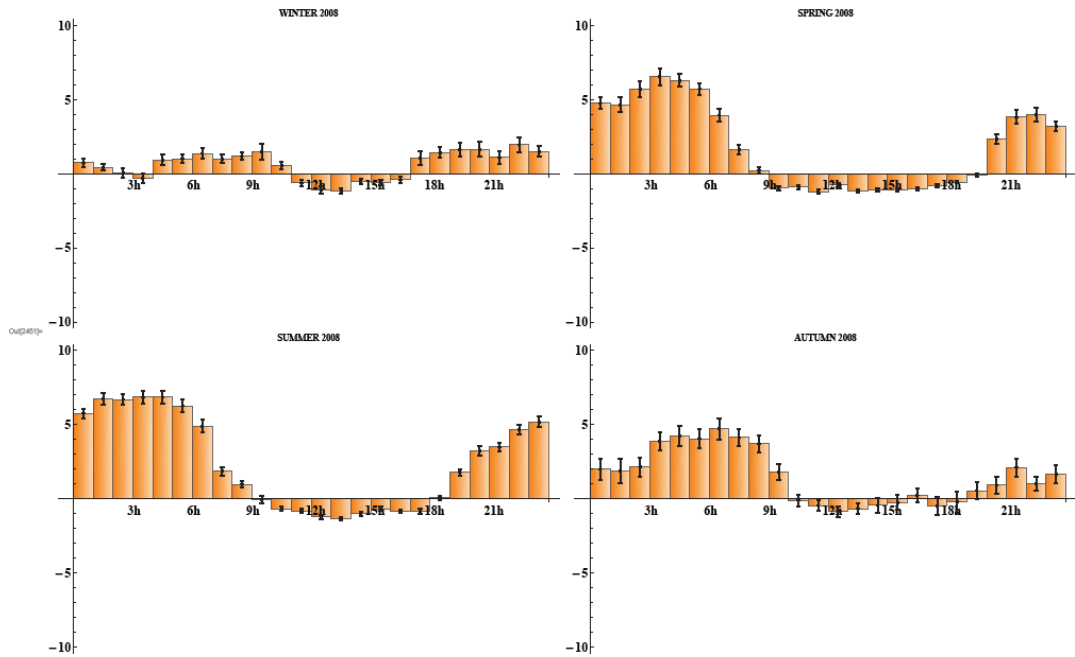 WINTER 2008
10
5
-5
-10
3h
6h
9h
12h
15h
18h
21h
SPRING 2008
10
5
-5
-10
3h
6h
9h
12h
15h
18h
21h
Out[2451]=
SUMMER 2008
10
5
-5
-10
3h
6h
9h
12h
15h
18h
21h
AUTUMN 2008
10
5
-5
-10
3h
6h
9h
12h
15h
18h
21h